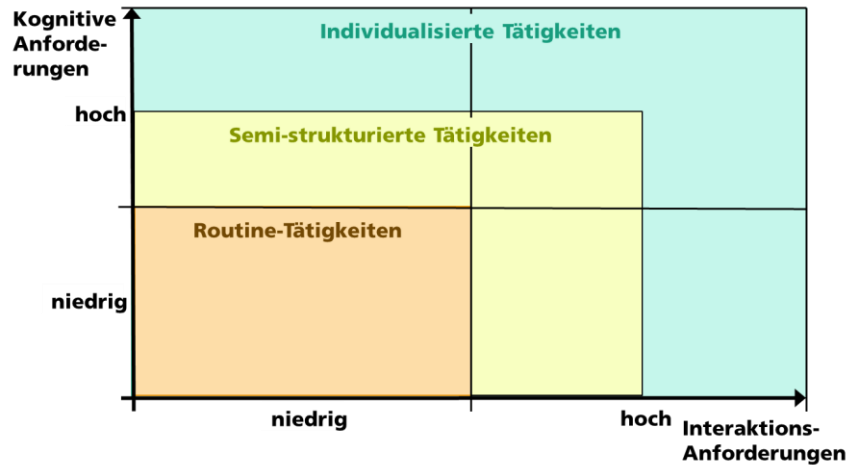 Kognitive
Anforde-
rungen
Individualisierte Tätigkeiten
hoch
Semi-strukturierte Tätigkeiten
Routine-Tätigkeiten
niedrig
niedrig
hoch
Interaktions-
Anforderungen